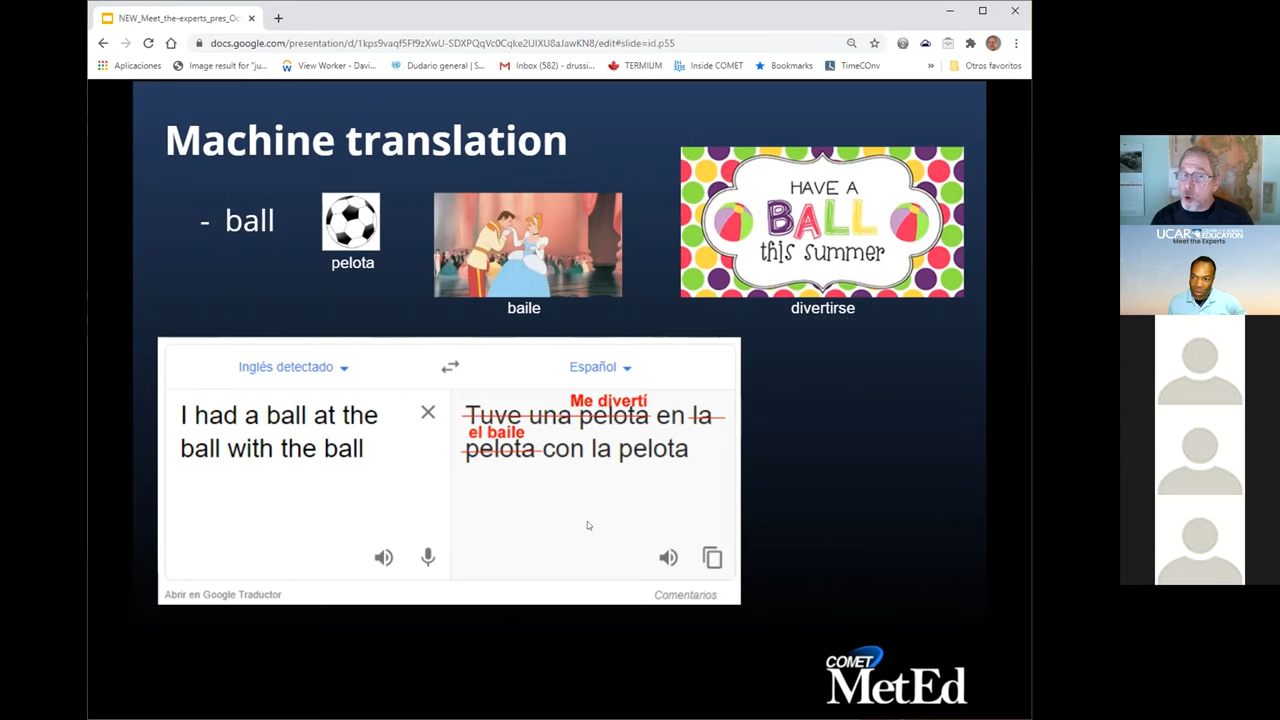 NEW_Meet_the-experts_pres_Oc
docs.google.com/presentation/d/1kps9vaqf5Ff9zXwU-SDXPQqVc0Cqke2UIXU8aJawKN8/edit#slide=id.p55
Aplicaciones
Image result for "ju...
View Worker - Davi...
Dudario general | S...
Inbox (582) - drussi...
TERMIUM
Inside COMET
Bookmarks
TimeCOnv
»
Otros favoritos
Machine translation
- ball
pelota
baile
HAVE A
BALL
this summer
divertirse
Inglés detectado
Español
I had a ball at the
ball with the ball
Me divertí
Tuve una pelota en la
el baile
pelota con la pelota
Abrir en Google Traductor
Comentarios
COMET
MetEd
UCAR
EDUCATION
Meet the Experts